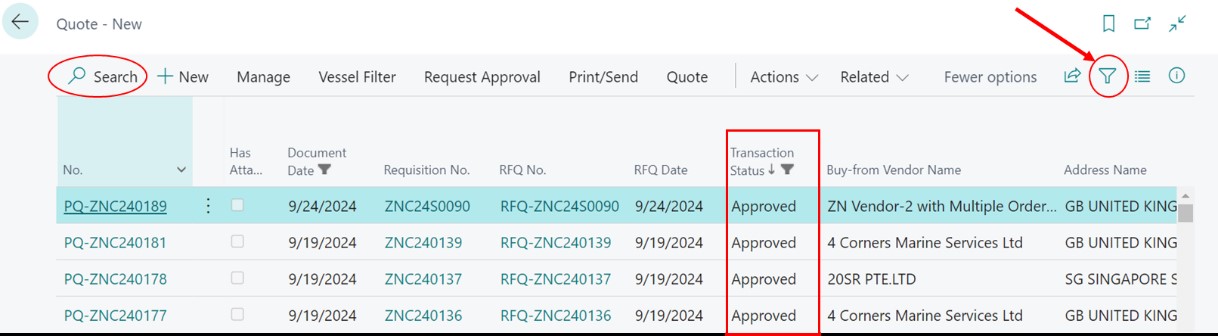 Quote - New
Search New Manage Vessel Filter Request Approval Print/Send Quote Actions Related Fewer options
No. Has Atta... Document Date Requisition No. RFQ No. RFQ Date Transaction Status ↓ Buy-from Vendor Name Address Name
PQ-ZNC240189 9/24/2024 ZNC24S0090 RFQ-ZNC24S0090 9/24/2024 Approved ZN Vendor-2 with Multiple Order... GB UNITED KING
PQ-ZNC240181 9/19/2024 ZNC240139 RFQ-ZNC240139 9/19/2024 Approved 4 Corners Marine Services Ltd GB UNITED KING
PQ-ZNC240178 9/19/2024 ZNC240137 RFQ-ZNC240137 9/19/2024 Approved 20SR PTE.LTD SG SINGAPORE S
PQ-ZNC240177 9/19/2024 ZNC240136 RFQ-ZNC240136 9/19/2024 Approved 4 Corners Marine Services Ltd GB UNITED KING